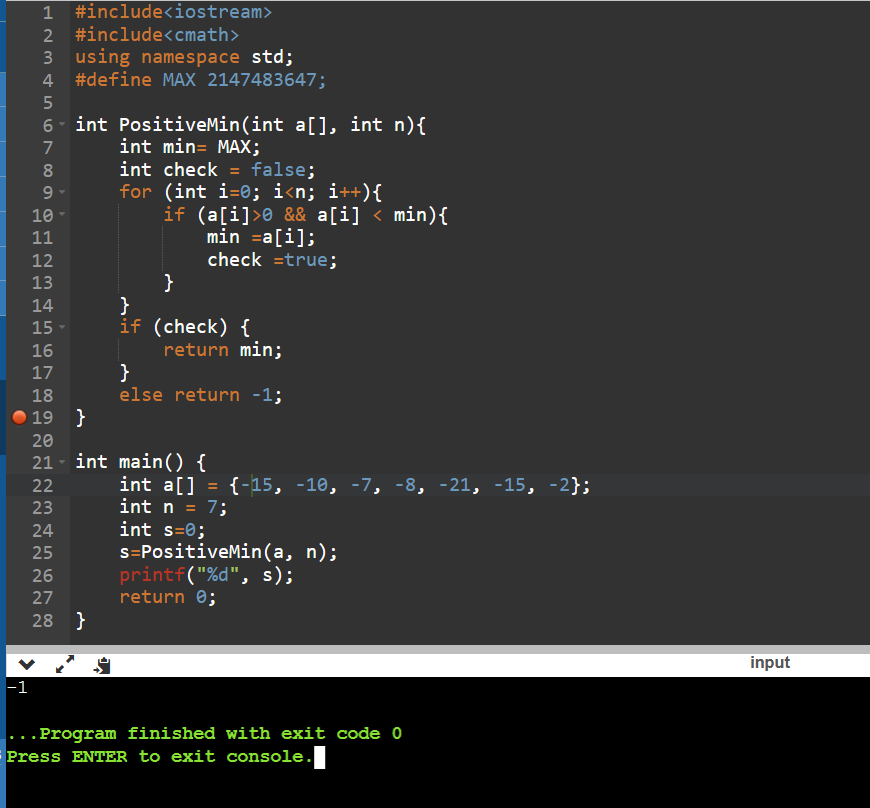 1 #include<iostream>
2 #include<cmath>
3 using namespace std;
4 #define MAX 2147483647;
5
6 int PositiveMin(int a[], int n){
7     int min= MAX;
8     int check = false;
9     for (int i=0; i<n; i++){
10         if (a[i]>0 && a[i] < min){
11             min =a[i];
12             check =true;
13         }
14     }
15     if (check) {
16         return min;
17     }
18     else return -1;
19 }
20
21 int main() {
22     int a[] = {-15, -10, -7, -8, -21, -15, -2};
23     int n = 7;
24     int s=0;
25     s=PositiveMin(a, n);
26     printf("%d", s);
27     return 0;
28 }
input
-1
...Program finished with exit code 0
Press ENTER to exit console.